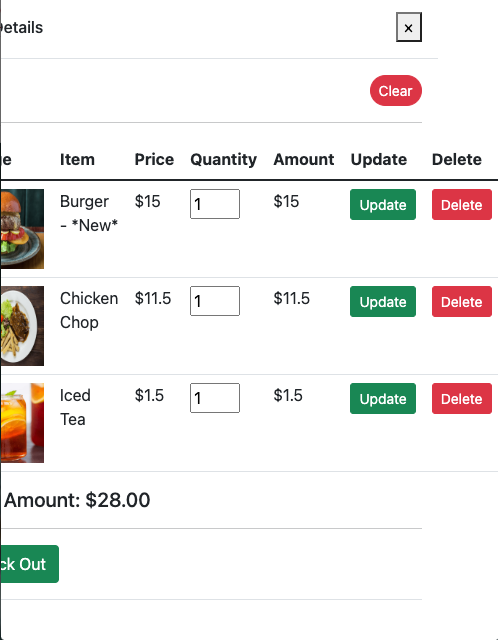 etails
×
Clear
e Item Price Quantity Amount Update Delete
Burger $15 1 $15 Update Delete
- *New*
Chicken $11.5 1 $11.5 Update Delete
Chop
Iced $1.5 1 $1.5 Update Delete
Tea
Amount: $28.00
ck Out